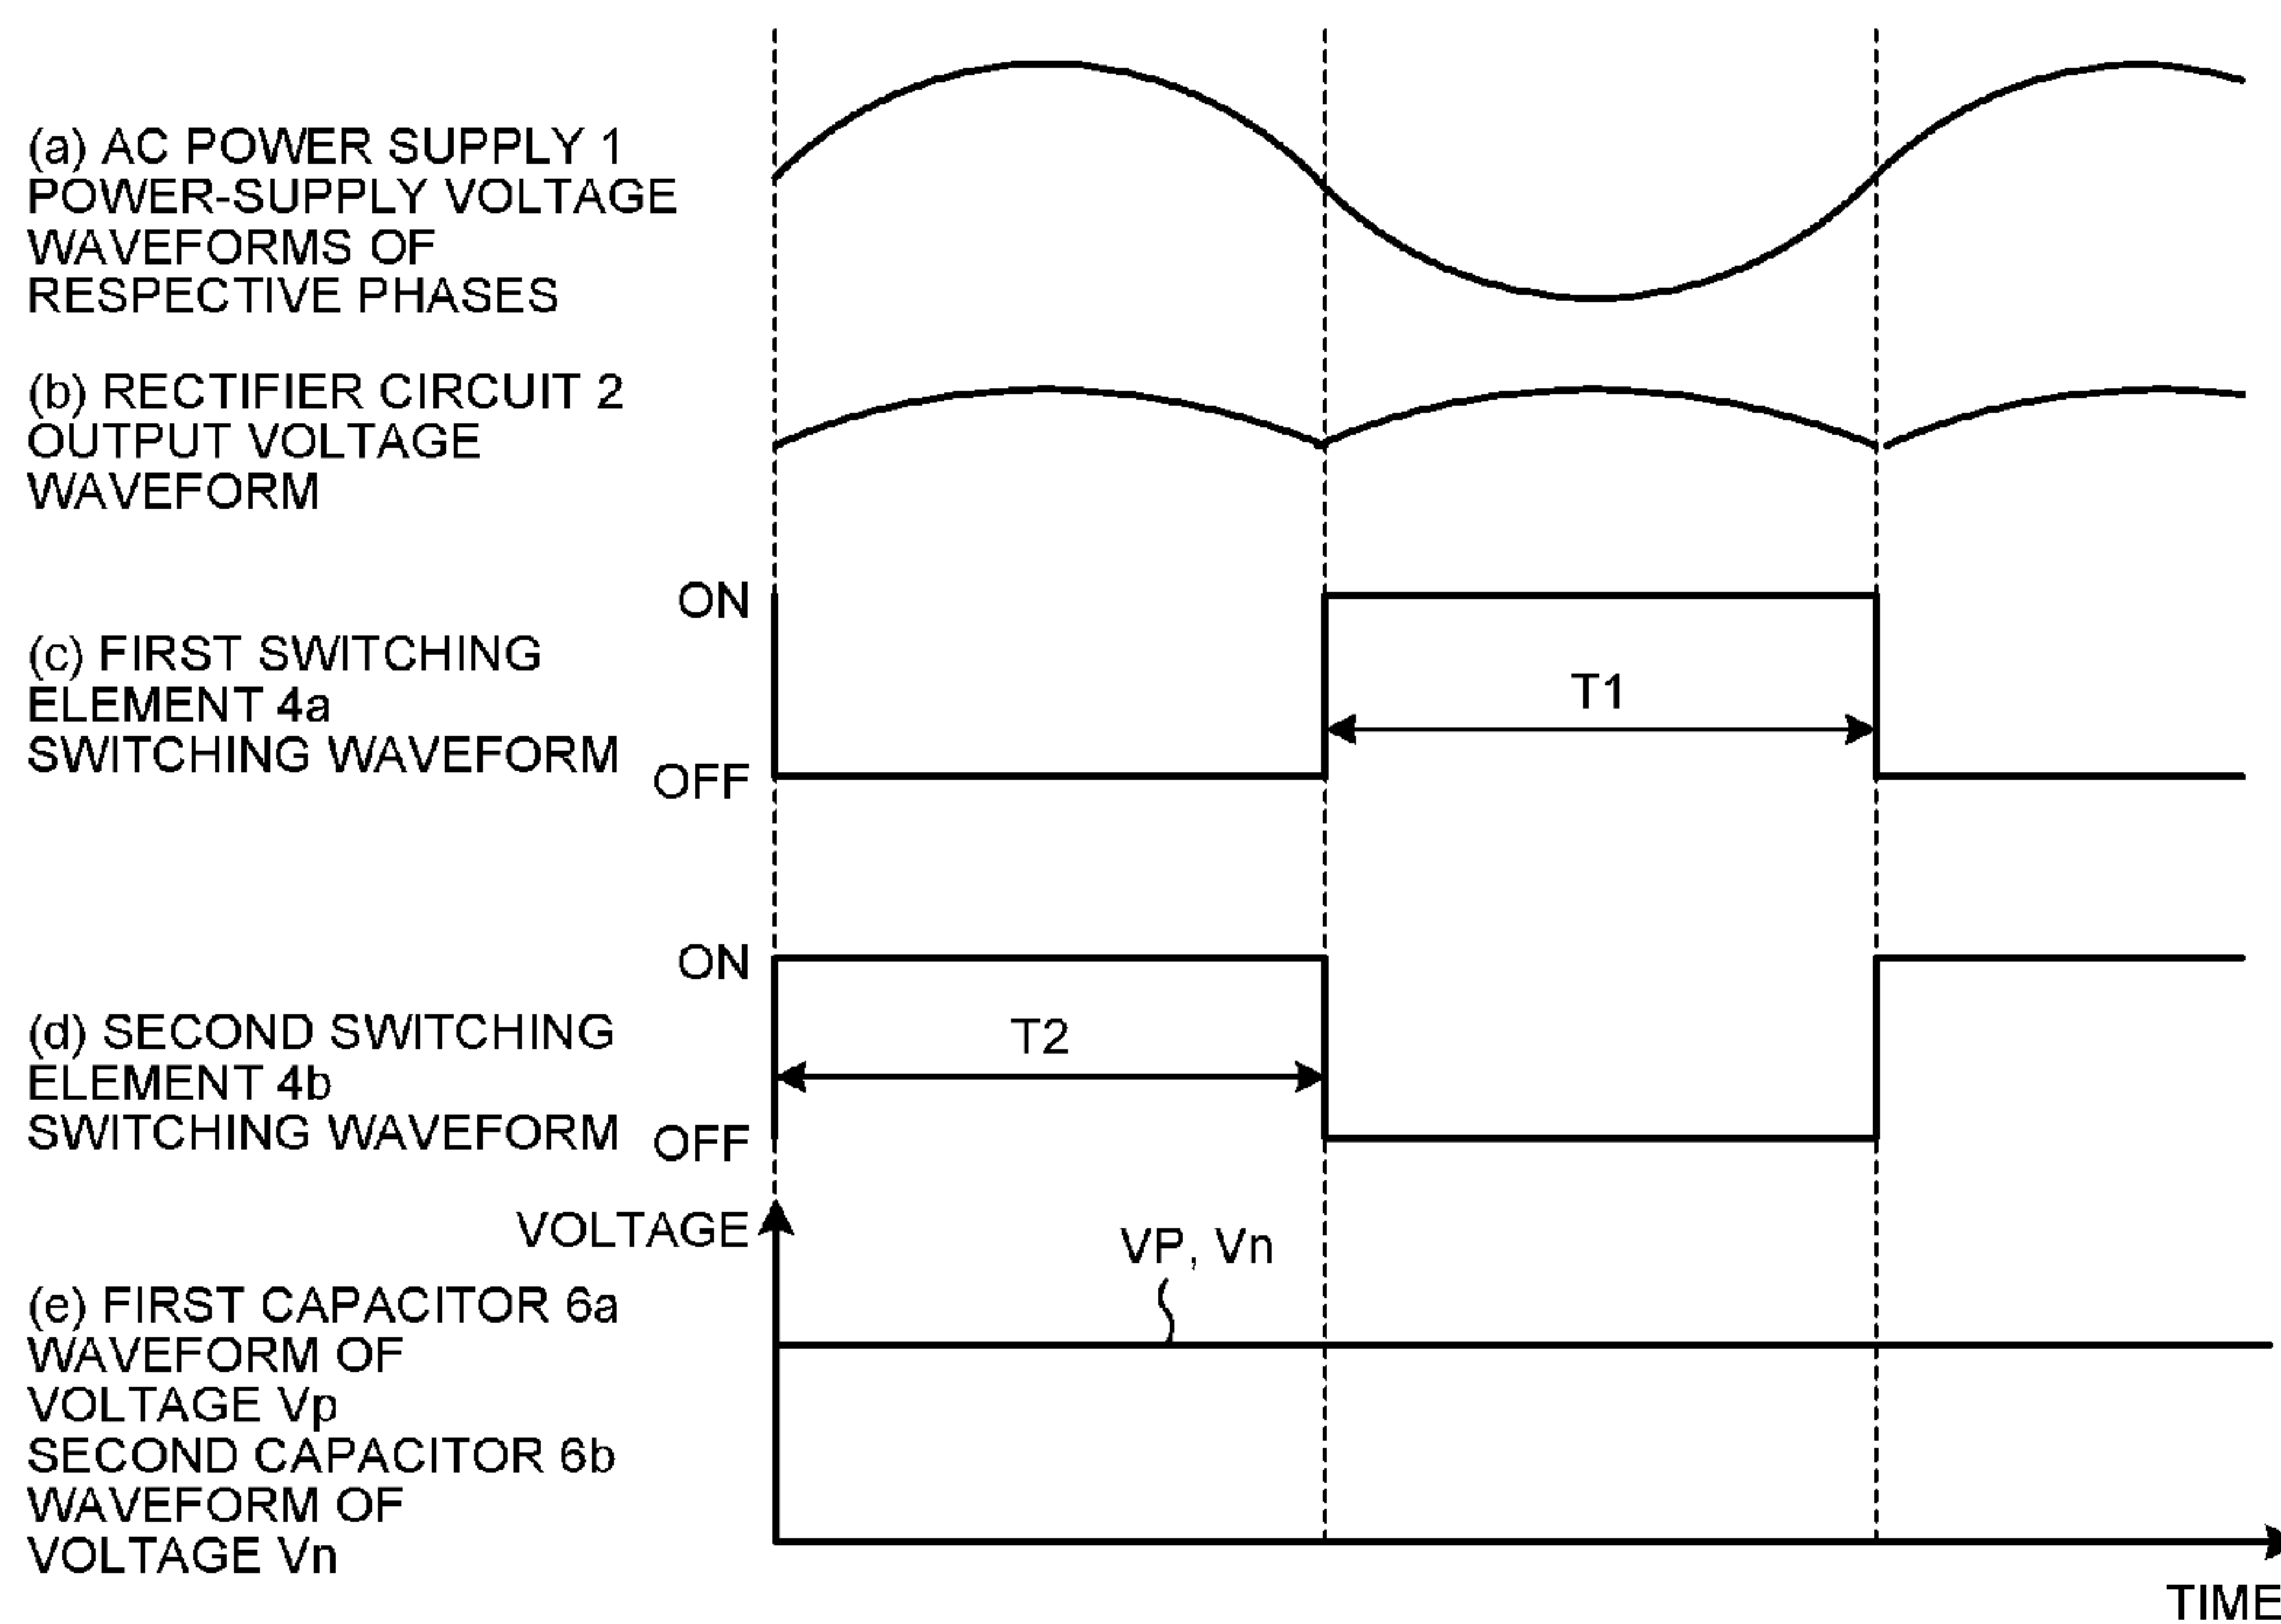 (a) AC POWER SUPPLY 1
POWER-SUPPLY VOLTAGE
WAVEFORMS OF
RESPECTIVE PHASES
(b) RECTIFIER CIRCUIT 2
OUTPUT VOLTAGE
WAVEFORM
ON
(c) FIRST SWITCHING
ELEMENT 4a
SWITCHING WAVEFORM
OFF
T1
ON
(d) SECOND SWITCHING
ELEMENT 4b
SWITCHING WAVEFORM
OFF
T2
VOLTAGE
VP, Vn
(e) FIRST CAPACITOR 6a
WAVEFORM OF
VOLTAGE Vp
SECOND CAPACITOR 6b
WAVEFORM OF
VOLTAGE Vn
TIME